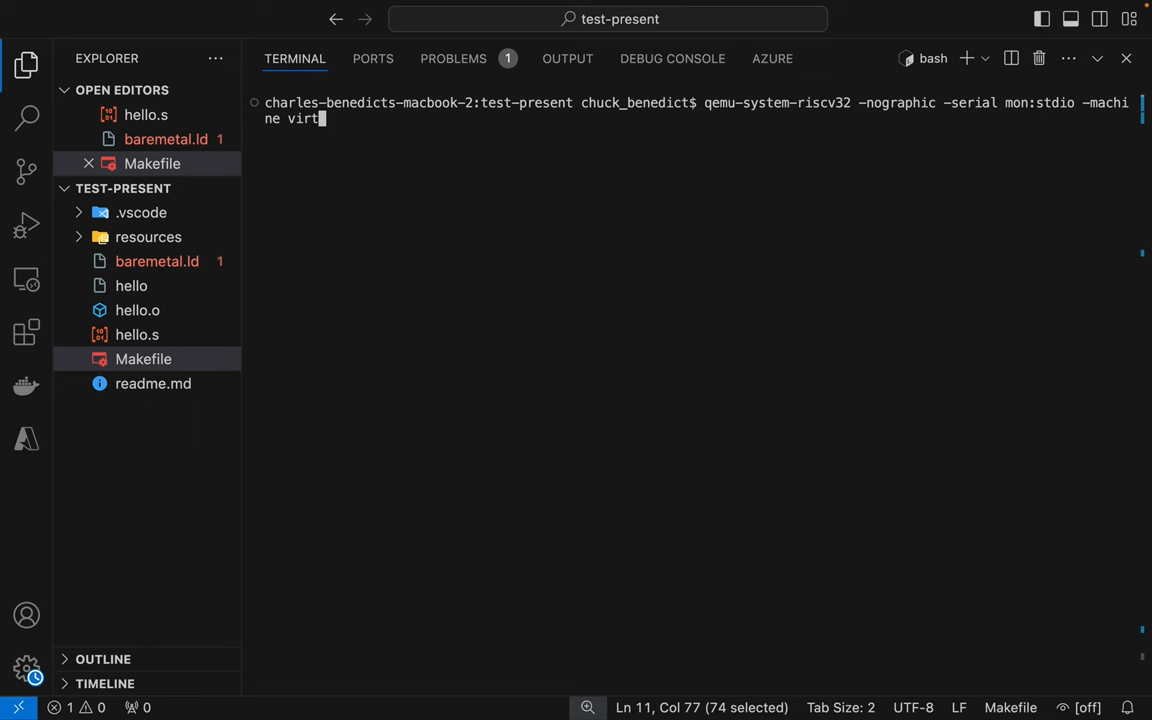 test-present
EXPLORER
OPEN EDITORS
hello.s
baremetal.ld 1
Makefile
TEST-PRESENT
.vscode
resources
baremetal.ld 1
hello
hello.o
hello.s
Makefile
readme.md
OUTLINE
TIMELINE
TERMINAL PORTS PROBLEMS 1 OUTPUT DEBUG CONSOLE AZURE bash
charles-benedicts-macbook-2:test-present chuck_benedict$ qemu-system-riscv32 -nographic -serial mon:stdio -machi
ne virt
1 0 0 Ln 11, Col 77 (74 selected) Tab Size: 2 UTF-8 LF Makefile [off]